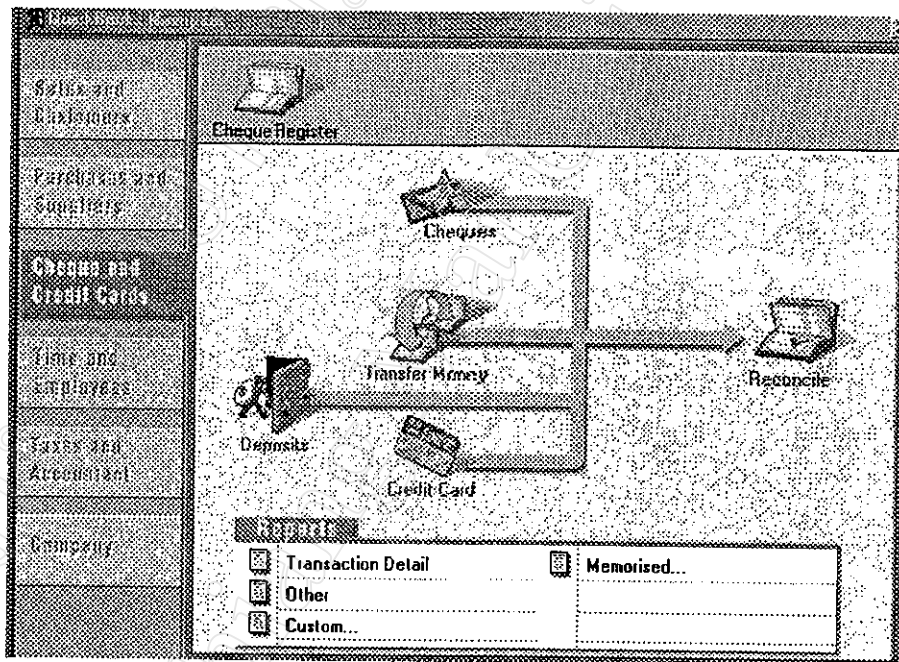 Sales and
Customers
Purchases and
Suppliers
Cheque and
Credit Cards
Time and
Employees
Taxes and
Accountant
Company
Cheque Register
Cheques
Transfer Money
Deposits
Credit Card
Reconcile
Reports
Transaction Detail
Other
Custom...
Memorised...